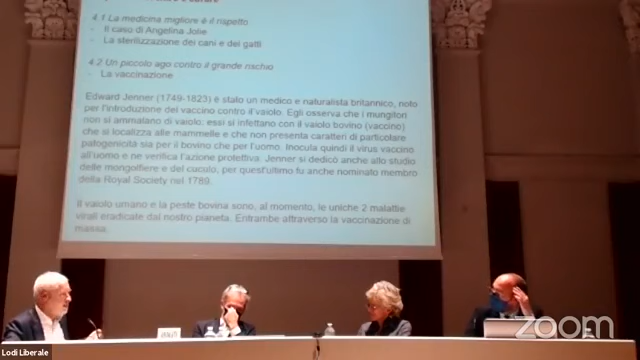 4.1 La medicina migliore è il rispetto
- Il caso di Angelina Jolie
- La sterilizzazione dei cani e dei gatti
4.2 Un piccolo ago contro il grande rischio
- La vaccinazione
Edward Jenner (1749-1823) è stato un medico e naturalista britannico, noto
per l'introduzione del vaccino contro il vaiolo. Egli osserva che i mungitori
non si ammalano di vaiolo: essi si infettano con il vaiolo bovino (vaccino)
che si localizza alle mammelle e che non presenta caratteri di particolare
patogenicità sia per il bovino che per l'uomo. Inocula quindi il virus vaccino
all'uomo e ne verifica l'azione protettiva. Jenner si dedicò anche allo studio
delle mongolfiere e del cuculo; per quest'ultimo fu anche nominato membro
della Royal Society nel 1789.
Il vaiolo umano e la peste bovina sono, al momento, le uniche 2 malattie
virali eradicate dal nostro pianeta. Entrambe attraverso la vaccinazione di
massa.
Lodi Liberale
zoom